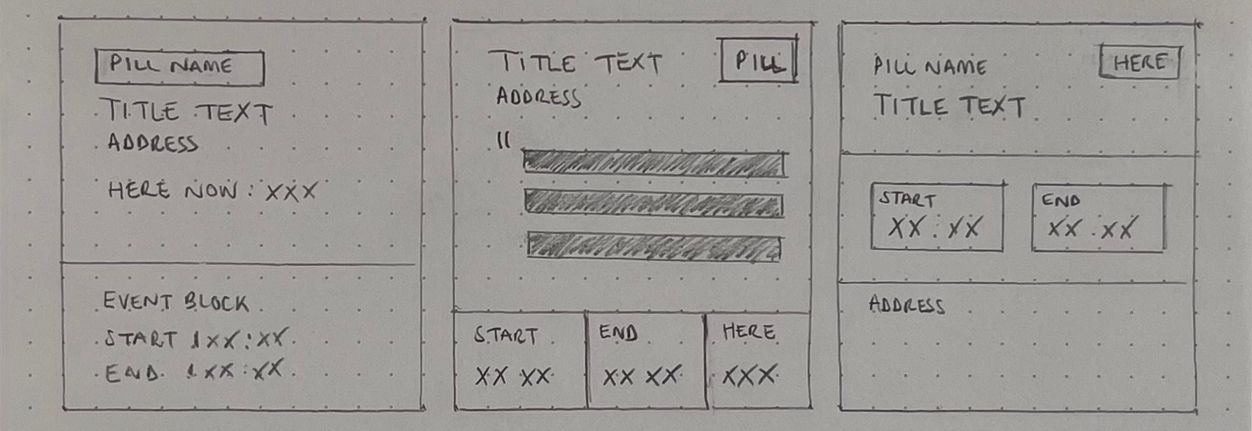 PILL NAME
TITLE TEXT
ADDRESS
HERE NOW: XXX
EVENT BLOCK
START XX:XX
END XX:XX
TITLE TEXT PILL
ADDRESS
"
START END HERE
XX XX XX XX XXX
PILL NAME HERE
TITLE TEXT
START END
XX:XX XX:XX
ADDRESS